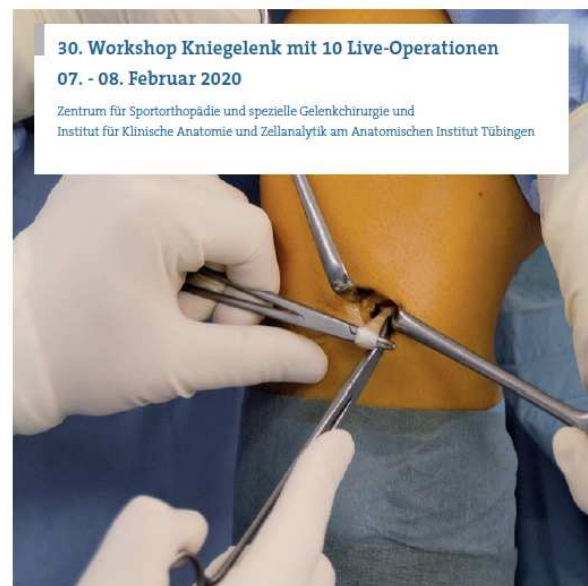 30. Workshop Kniegelenk mit 10 Live-Operationen
07. - 08. Februar 2020
Zentrum für Sportorthopädie und spezielle Gelenkchirurgie und
Institut für Klinische Anatomie und Zellanalytik am Anatomischen Institut Tübingen